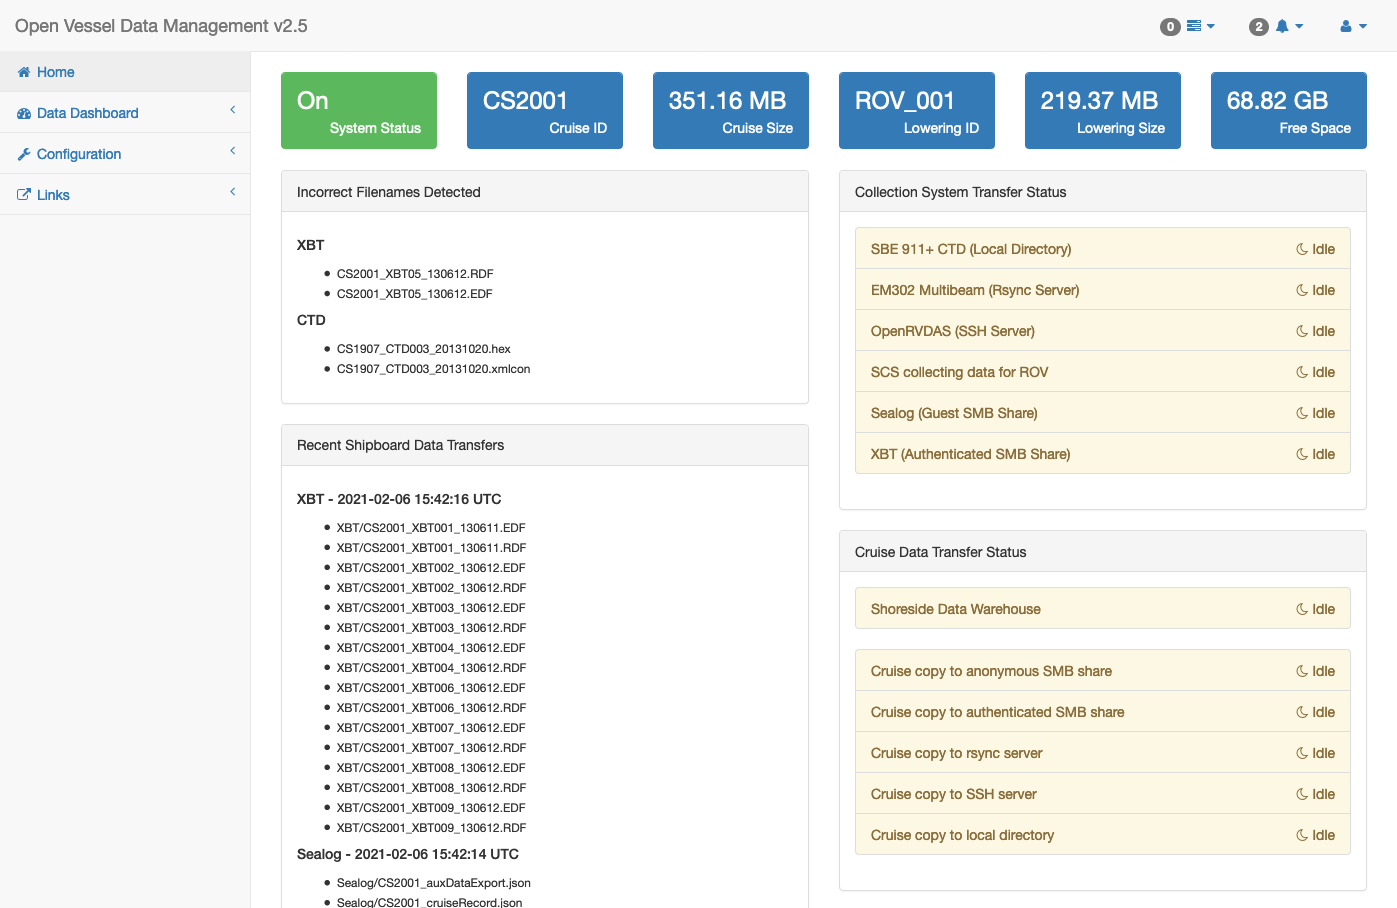 Open Vessel Data Management v2.5
0
2
Home
Data Dashboard
Configuration
Links
On
System Status
CS2001
Cruise ID
351.16 MB
Cruise Size
ROV_001
Lowering ID
219.37 MB
Lowering Size
68.82 GB
Free Space
Incorrect Filenames Detected
XBT
CS2001_XBT05_130612.RDF
CS2001_XBT05_130612.EDF
CTD
CS1907_CTD003_20131020.hex
CS1907_CTD003_20131020.xmlcon
Recent Shipboard Data Transfers
XBT - 2021-02-06 15:42:16 UTC
XBT/CS2001_XBT001_130611.EDF
XBT/CS2001_XBT001_130611.RDF
XBT/CS2001_XBT002_130612.EDF
XBT/CS2001_XBT002_130612.RDF
XBT/CS2001_XBT003_130612.EDF
XBT/CS2001_XBT003_130612.RDF
XBT/CS2001_XBT004_130612.EDF
XBT/CS2001_XBT004_130612.RDF
XBT/CS2001_XBT006_130612.EDF
XBT/CS2001_XBT006_130612.RDF
XBT/CS2001_XBT007_130612.EDF
XBT/CS2001_XBT007_130612.RDF
XBT/CS2001_XBT008_130612.EDF
XBT/CS2001_XBT008_130612.RDF
XBT/CS2001_XBT009_130612.EDF
XBT/CS2001_XBT009_130612.RDF
Sealog - 2021-02-06 15:42:14 UTC
Sealog/CS2001_auxDataExport.json
Sealog/CS2001_cruiseRecord.json
Collection System Transfer Status
SBE 911+ CTD (Local Directory) Idle
EM302 Multibeam (Rsync Server) Idle
OpenRVDAS (SSH Server) Idle
SCS collecting data for ROV Idle
Sealog (Guest SMB Share) Idle
XBT (Authenticated SMB Share) Idle
Cruise Data Transfer Status
Shoreside Data Warehouse Idle
Cruise copy to anonymous SMB share Idle
Cruise copy to authenticated SMB share Idle
Cruise copy to rsync server Idle
Cruise copy to SSH server Idle
Cruise copy to local directory Idle